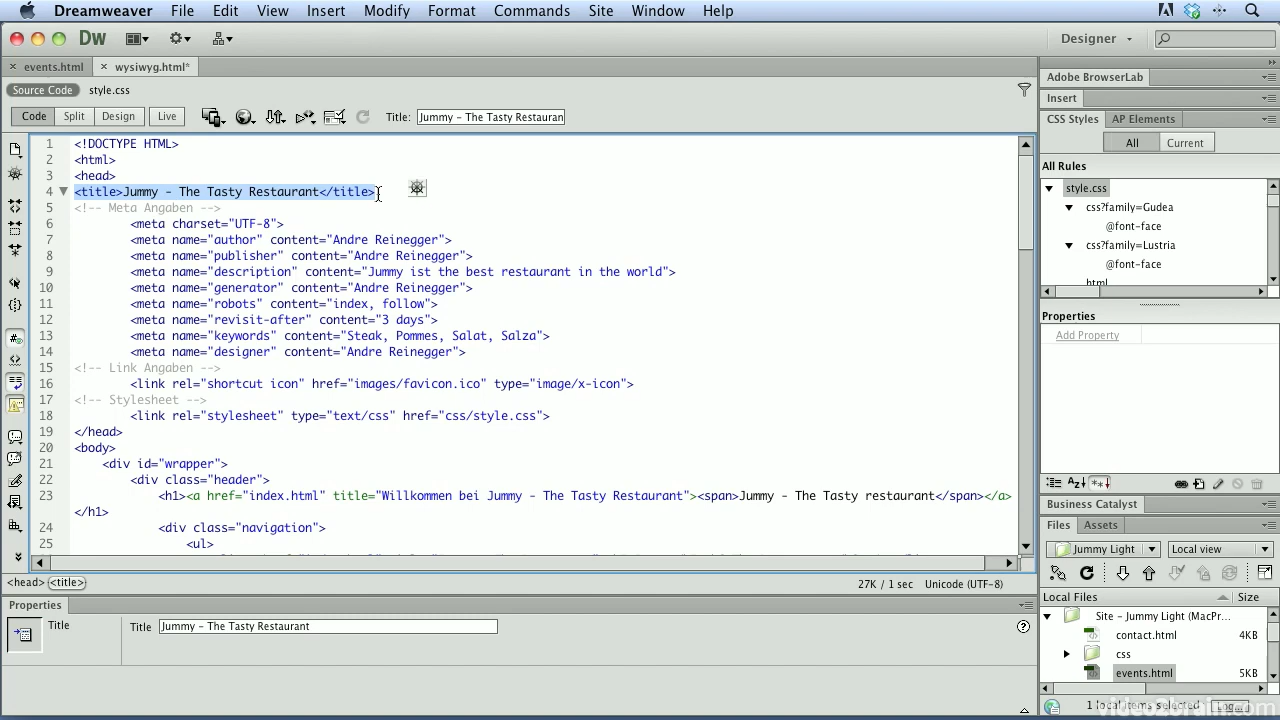 Dreamweaver File Edit View Insert Modify Format Commands Site Window Help
Dw Designer
events.html wysiwyg.html*
Source Code style.css
Code Split Design Live Title: Jummy - The Tasty Restauran
1 <!DOCTYPE HTML>
2 <html>
3 <head>
4 <title>Jummy - The Tasty Restaurant</title>
5 <!-- Meta Angaben -->
6 <meta charset="UTF-8">
7 <meta name="author" content="Andre Reinegger">
8 <meta name="publisher" content="Andre Reinegger">
9 <meta name="description" content="Jummy ist the best restaurant in the world">
10 <meta name="generator" content="Andre Reinegger">
11 <meta name="robots" content="index, follow">
12 <meta name="revisit-after" content="3 days">
13 <meta name="keywords" content="Steak, Pommes, Salat, Salza">
14 <meta name="designer" content="Andre Reinegger">
15 <!-- Link Angaben -->
16 <link rel="shortcut icon" href="images/favicon.ico" type="image/x-icon">
17 <!-- Stylesheet -->
18 <link rel="stylesheet" type="text/css" href="css/style.css">
19 </head>
20 <body>
21 <div id="wrapper">
22 <div class="header">
23 <h1><a href="index.html" title="Willkommen bei Jummy - The Tasty Restaurant"><span>Jummy - The Tasty restaurant</span></a>
</h1>
24 <div class="navigation">
25 <ul>
<head> <title> 27K / 1 sec Unicode (UTF-8)
Properties
Title Title Jummy - The Tasty Restaurant
Adobe BrowserLab
Insert
CSS Styles AP Elements
All Current
All Rules
style.css
css?family=Gudea
@font-face
css?family=Lustria
@font-face
html
Properties
Add Property
Business Catalyst
Files Assets
Jummy Light Local view
Local Files Size
Site - Jummy Light (MacPr...
contact.html 4KB
css
events.html 5KB
1 local items selected Log...
video2brain.com